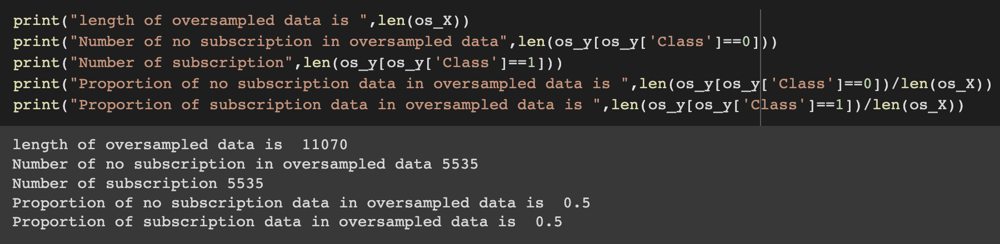 print("length of oversampled data is ",len(os_X))
print("Number of no subscription in oversampled data",len(os_y[os_y['Class']==0]))
print("Number of subscription",len(os_y[os_y['Class']==1]))
print("Proportion of no subscription data in oversampled data is ",len(os_y[os_y['Class']==0])/len(os_X))
print("Proportion of subscription data in oversampled data is ",len(os_y[os_y['Class']==1])/len(os_X))
length of oversampled data is  11070
Number of no subscription in oversampled data 5535
Number of subscription 5535
Proportion of no subscription data in oversampled data is  0.5
Proportion of subscription data in oversampled data is  0.5